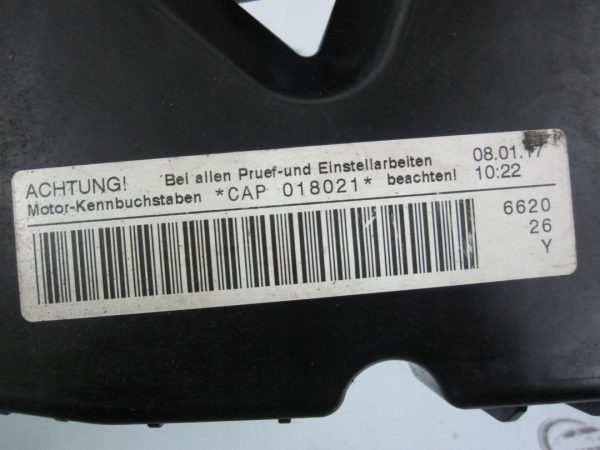 ACHTUNG! Bei allen Pruef-und Einstellarbeiten 08.01.17
Motor-Kennbuchstaben *CAP 018021* beachten! 10:22
6620
26
Y